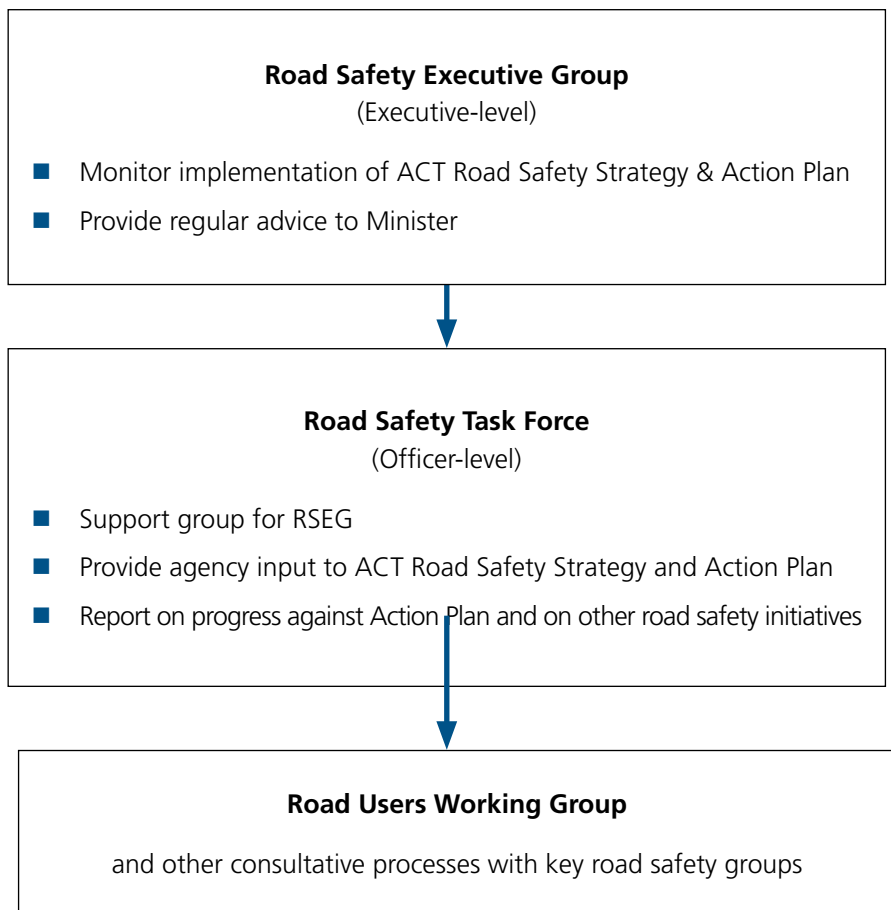 Road Safety Executive Group
(Executive-level)
■ Monitor implementation of ACT Road Safety Strategy & Action Plan
■ Provide regular advice to Minister
Road Safety Task Force
(Officer-level)
■ Support group for RSEG
■ Provide agency input to ACT Road Safety Strategy and Action Plan
■ Report on progress against Action Plan and on other road safety initiatives
Road Users Working Group
and other consultative processes with key road safety groups